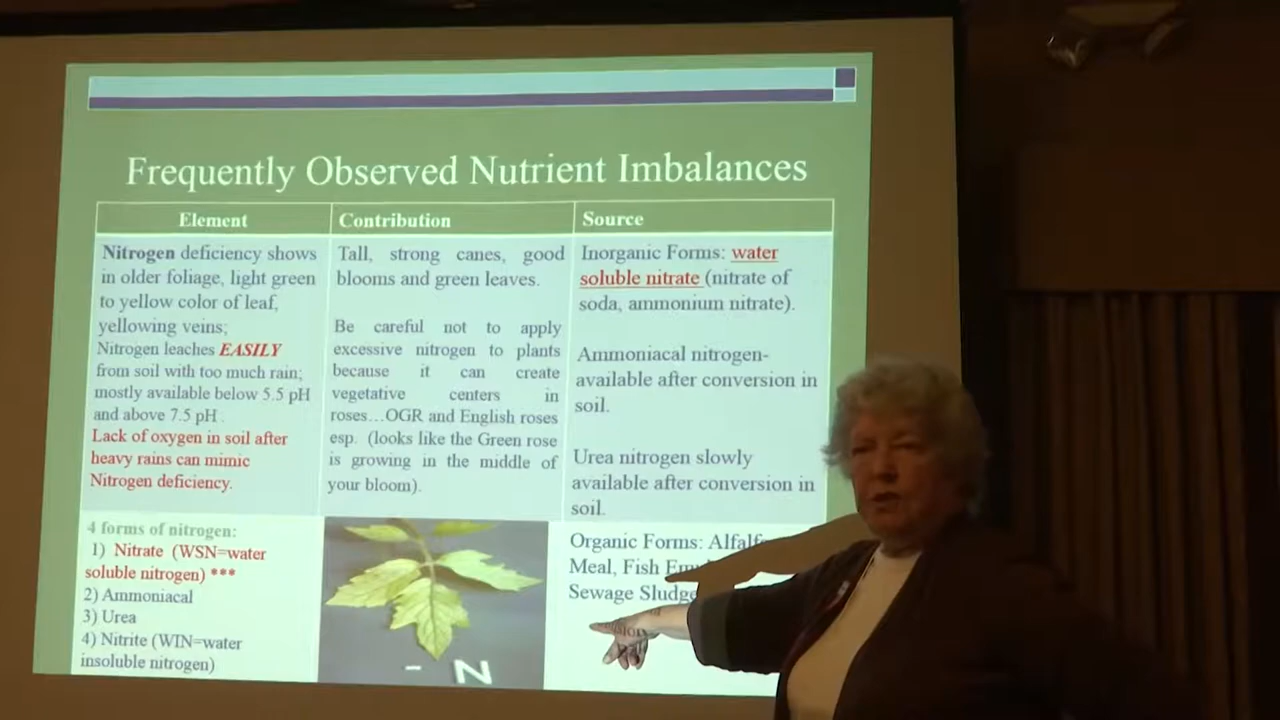 Frequently Observed Nutrient Imbalances
Element
Contribution
Source
Nitrogen deficiency shows
in older foliage, light green
to yellow color of leaf,
yellowing veins;
Nitrogen leaches EASILY
from soil with too much rain;
mostly available below 5.5 pH
and above 7.5 pH .
Lack of oxygen in soil after
heavy rains can mimic
Nitrogen deficiency.
Tall, strong canes, good
blooms and green leaves.
Be careful not to apply
excessive nitrogen to plants
because it can create
vegetative centers in
roses…OGR and English roses
esp. (looks like the Green rose
is growing in the middle of
your bloom).
Inorganic Forms: water
soluble nitrate (nitrate of
soda, ammonium nitrate).
Ammoniacal nitrogen-
available after conversion in
soil.
Urea nitrogen slowly
available after conversion in
soil.
4 forms of nitrogen:
1) Nitrate (WSN=water
soluble nitrogen) ***
2) Ammoniacal
3) Urea
4) Nitrite (WIN=water
insoluble nitrogen)
- N
Organic Forms:
Meal, Fish
Sewage Sludge